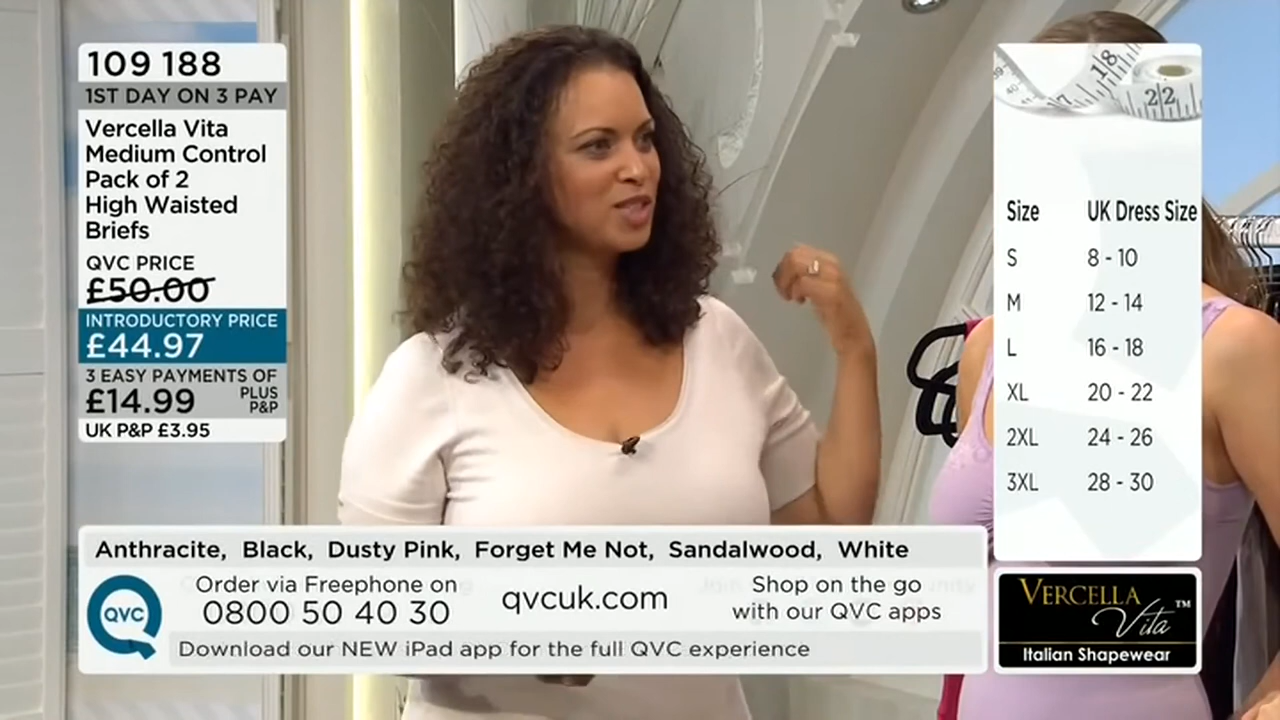 109 188
1ST DAY ON 3 PAY
Vercella Vita
Medium Control
Pack of 2
High Waisted
Briefs
QVC PRICE
£50.00
INTRODUCTORY PRICE
£44.97
3 EASY PAYMENTS OF
£14.99 PLUS P&P
UK P&P £3.95
18
22
Size UK Dress Size
S 8 - 10
M 12 - 14
L 16 - 18
XL 20 - 22
2XL 24 - 26
3XL 28 - 30
Anthracite, Black, Dusty Pink, Forget Me Not, Sandalwood, White
QVC
Order via Freephone on
0800 50 40 30
qvcuk.com
Shop on the go
with our QVC apps
Download our NEW iPad app for the full QVC experience
VERCELLA
Vita™
Italian Shapewear